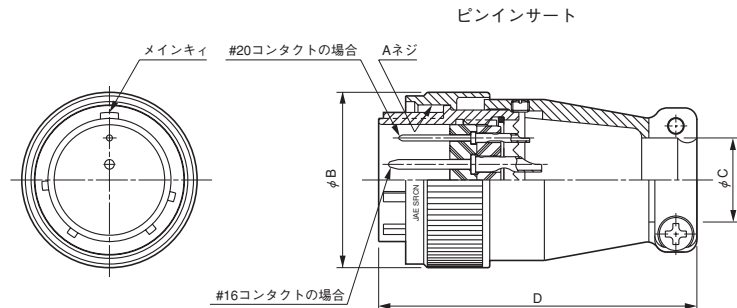 ピンインサート
メインキィ
#20コンタクトの場合
Aネジ
φB
JAE SRCN
φC
#16コンタクトの場合
D